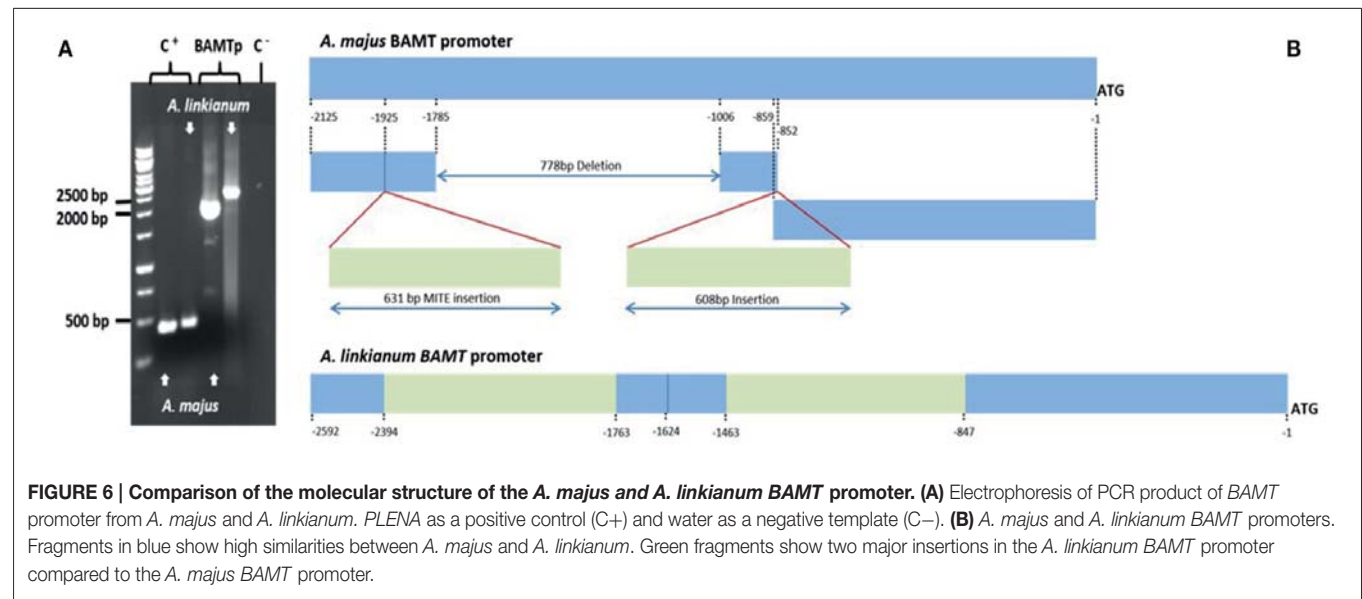 A
C+ BAMTp C-
A. linkianum
2500 bp
2000 bp
500 bp
A. majus
A. majus BAMT promoter
B
ATG
-2125 -1925 -1785 -1006 -859 -852 -1
778bp Deletion
631 bp MITE insertion
608bp Insertion
A. linkianum BAMT promoter
ATG
-2592 -2394 -1763 -1624 -1463 -847 -1
FIGURE 6 | Comparison of the molecular structure of the A. majus and A. linkianum BAMT promoter. (A) Electrophoresis of PCR product of BAMT
promoter from A. majus and A. linkianum. PLENA as a positive control (C+) and water as a negative template (C−). (B) A. majus and A. linkianum BAMT promoters.
Fragments in blue show high similarities between A. majus and A. linkianum. Green fragments show two major insertions in the A. linkianum BAMT promoter
compared to the A. majus BAMT promoter.